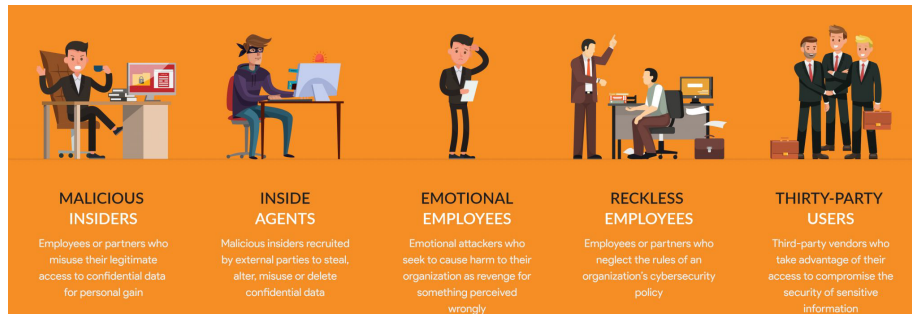 MALICIOUS
INSIDERS
Employees or partners who
misuse their legitimate
access to confidential data
for personal gain
INSIDE
AGENTS
Malicious insiders recruited
by external parties to steal,
alter, misuse or delete
confidential data
EMOTIONAL
EMPLOYEES
Emotional attackers who
seek to cause harm to their
organization as revenge for
something perceived
wrongly
RECKLESS
EMPLOYEES
Employees or partners who
neglect the rules of an
organization's cybersecurity
policy
THIRTY-PARTY
USERS
Third-party vendors who
take advantage of their
access to compromise the
security of sensitive
information